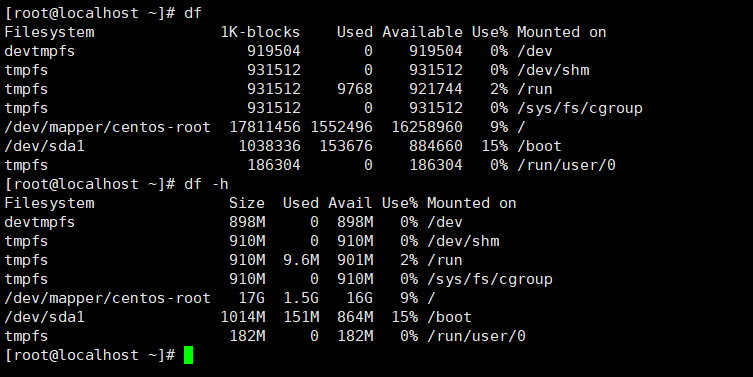 [root@localhost ~]# df
Filesystem              1K-blocks    Used Available Use% Mounted on
devtmpfs                   919504       0    919504   0% /dev
tmpfs                      931512       0    931512   0% /dev/shm
tmpfs                      931512    9768    921744   2% /run
tmpfs                      931512       0    931512   0% /sys/fs/cgroup
/dev/mapper/centos-root  17811456 1552496  16258960   9% /
/dev/sda1                 1038336  153676    884660  15% /boot
tmpfs                      186304       0    186304   0% /run/user/0
[root@localhost ~]# df -h
Filesystem               Size  Used Avail Use% Mounted on
devtmpfs                 898M     0  898M   0% /dev
tmpfs                    910M     0  910M   0% /dev/shm
tmpfs                    910M  9.6M  901M   2% /run
tmpfs                    910M     0  910M   0% /sys/fs/cgroup
/dev/mapper/centos-root   17G  1.5G   16G   9% /
/dev/sda1               1014M  151M  864M  15% /boot
tmpfs                    182M     0  182M   0% /run/user/0
[root@localhost ~]#